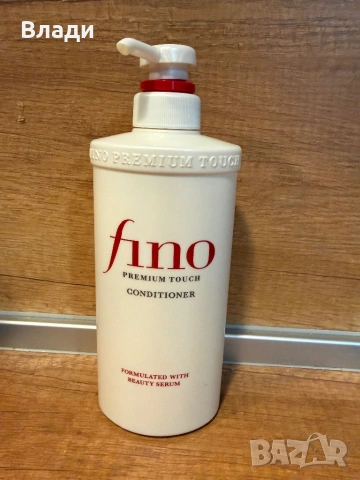 Влади
FINO PREMIUM TOUCH
fino
PREMIUM TOUCH
CONDITIONER
FORMULATED WITH
BEAUTY SERUM
BAZAR